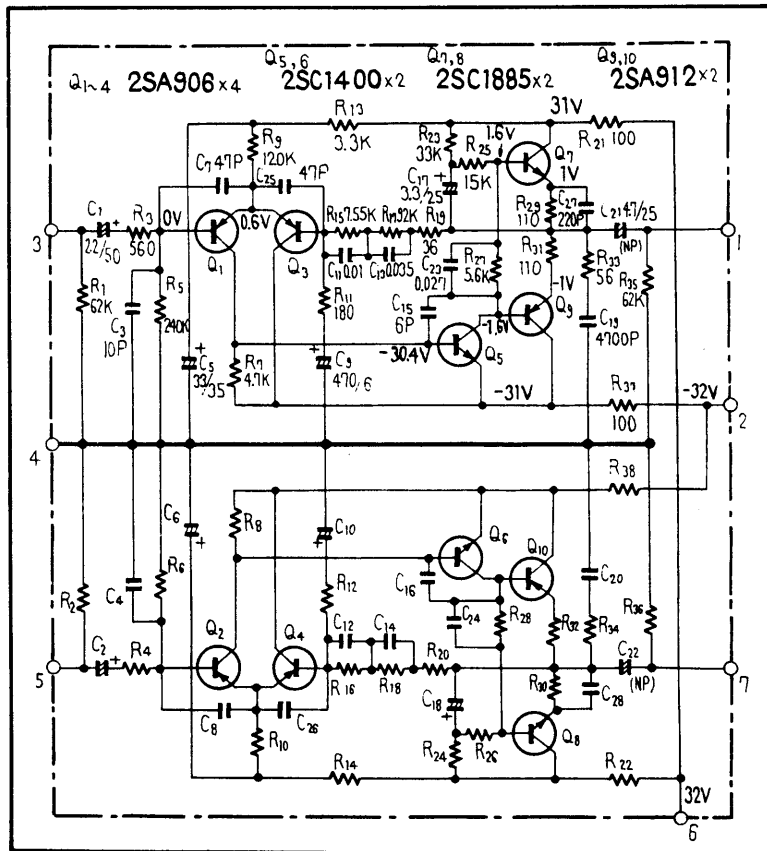 Q1~4 Q5,6 Q7,8 Q9,10
2SA906×4 2SC1400×2 2SC1885×2 2SA912×2
R13
3.3K
31V
R21
100
R9
120K
C7 47P
C25
47P
R23
33K
R25
15K
1.6V
Q7
1V
C17
3.3/25
C1
22/50
R3
560
0V
0.6V
Q1
Q3
R15 7.55K
R17 92K
R19
36
C11 0.01
C13 0.035
R29
110
C27
220P
C21 47/25
(NP)
3
1
R1
62K
C3
10P
R5
240K
R11
180
C23
0.027
R27
5.6K
R31
110
-1V
R33
56
R35
62K
C15
6P
-1.6V
Q9
C19
4700P
C5
33/35
R7
4.7K
C9
470/6
-30.4V
Q5
-31V
R37
100
-32V
2
4
R38
C6
R8
C10
Q6
Q10
R2
C4
R6
R12
C16
C24
R28
C20
R36
C2
R4
Q2
Q4
C12
C14
R20
R32
R34
C22
(NP)
5
7
R16
R18
C18
R30
C28
C8
C26
R10
R24
R26
Q8
R14
R22
32V
6